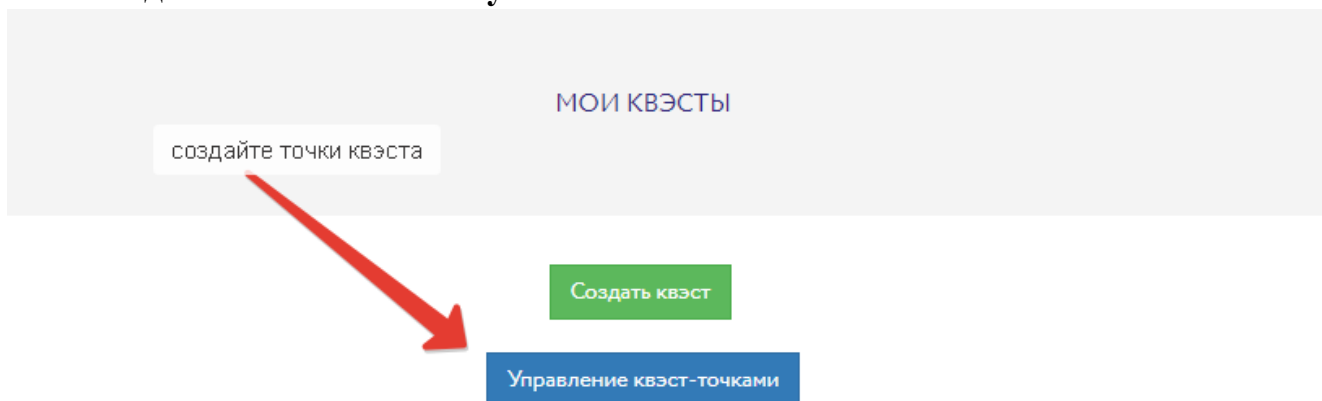 МОИ КВЭСТЫ
создайте точки квэста
Создать квэст
Управление квэст-точками